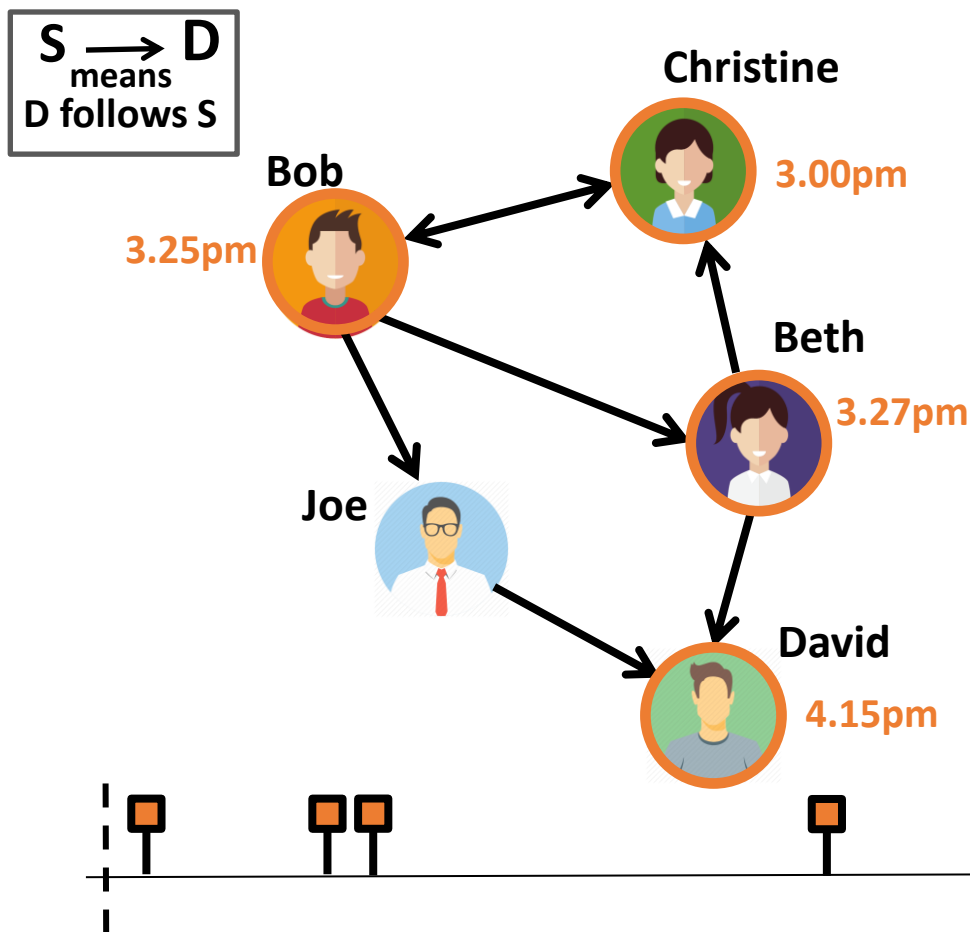 S → D
means
D follows S
Christine
3.00pm
Bob
3.25pm
Beth
3.27pm
Joe
David
4.15pm